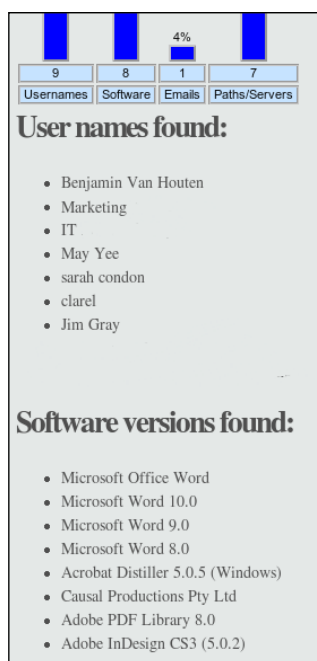 4%
9 8 1 7
Usernames Software Emails Paths/Servers
User names found:
Benjamin Van Houten
Marketing
IT
May Yee
sarah condon
clarel
Jim Gray
Software versions found:
Microsoft Office Word
Microsoft Word 10.0
Microsoft Word 9.0
Microsoft Word 8.0
Acrobat Distiller 5.0.5 (Windows)
Causal Productions Pty Ltd
Adobe PDF Library 8.0
Adobe InDesign CS3 (5.0.2)